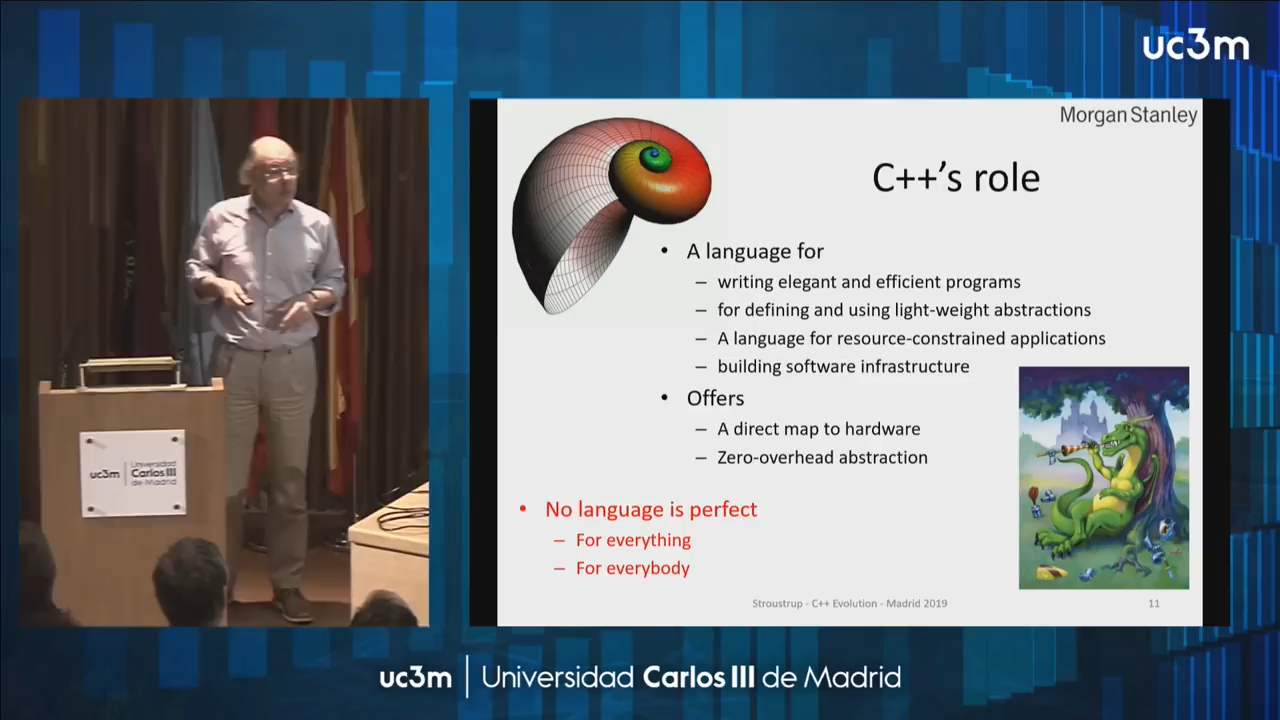 uc3m
Morgan Stanley
C++'s role
• A language for
– writing elegant and efficient programs
– for defining and using light-weight abstractions
– A language for resource-constrained applications
– building software infrastructure
• Offers
– A direct map to hardware
– Zero-overhead abstraction
• No language is perfect
– For everything
– For everybody
Stroustrup - C++ Evolution - Madrid 2019
11
uc3m
Universidad
Carlos III
de Madrid
uc3m | Universidad Carlos III de Madrid